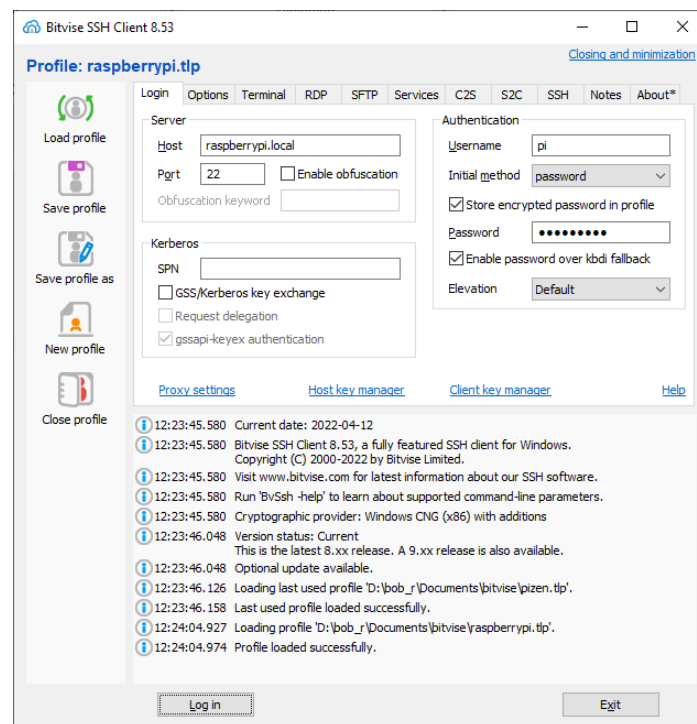 Bitvise SSH Client 8.53
Closing and minimization
Profile: raspberrypi.tlp
Load profile
Save profile
Save profile as
New profile
Close profile
Login Options Terminal RDP SFTP Services C2S S2C SSH Notes About*
Server
Host raspberrypi.local
Port 22 Enable obfuscation
Obfuscation keyword
Kerberos
SPN
GSS/Kerberos key exchange
Request delegation
gssapi-keyex authentication
Authentication
Username pi
Initial method password
Store encrypted password in profile
Password •••••••••
Enable password over kbdi fallback
Elevation Default
Proxy settings Host key manager Client key manager Help
12:23:45.580 Current date: 2022-04-12
12:23:45.580 Bitvise SSH Client 8.53, a fully featured SSH client for Windows.
Copyright (C) 2000-2022 by Bitvise Limited.
12:23:45.580 Visit www.bitvise.com for latest information about our SSH software.
12:23:45.580 Run 'BvSsh -help' to learn about supported command-line parameters.
12:23:45.580 Cryptographic provider: Windows CNG (x86) with additions
12:23:46.048 Version status: Current
This is the latest 8.xx release. A 9.xx release is also available.
12:23:46.048 Optional update available.
12:23:46.126 Loading last used profile 'D:\bob_r\Documents\bitvise\pizen.tlp'.
12:23:46.158 Last used profile loaded successfully.
12:24:04.927 Loading profile 'D:\bob_r\Documents\bitvise\raspberrypi.tlp'.
12:24:04.974 Profile loaded successfully.
Log in Exit